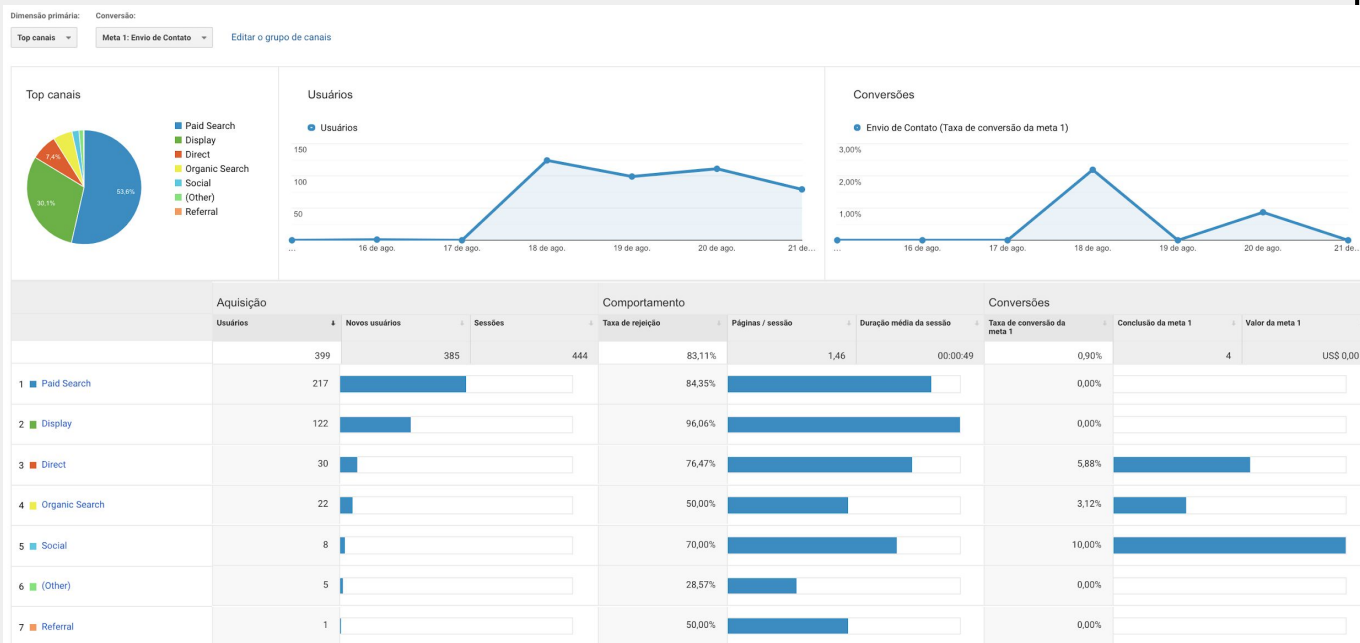 Dimensão primária: Conversão:
Top canais Meta 1: Envio de Contato Editar o grupo de canais
Top canais
7,4%
53,6%
30,1%
Paid Search
Display
Direct
Organic Search
Social
(Other)
Referral
Usuários
Usuários
150
100
50
... 16 de ago. 17 de ago. 18 de ago. 19 de ago. 20 de ago. 21 de...
Conversões
Envio de Contato (Taxa de conversão da meta 1)
3,00%
2,00%
1,00%
... 16 de ago. 17 de ago. 18 de ago. 19 de ago. 20 de ago. 21 de...
Aquisição Comportamento Conversões
Usuários Novos usuários Sessões Taxa de rejeição Páginas / sessão Duração média da sessão Taxa de conversão da meta 1 Conclusão da meta 1 Valor da meta 1
399 385 444 83,11% 1,46 00:00:49 0,90% 4 US$ 0,00
1 Paid Search 217 84,35% 0,00%
2 Display 122 96,06% 0,00%
3 Direct 30 76,47% 5,88%
4 Organic Search 22 50,00% 3,12%
5 Social 8 70,00% 10,00%
6 (Other) 5 28,57% 0,00%
7 Referral 1 50,00% 0,00%